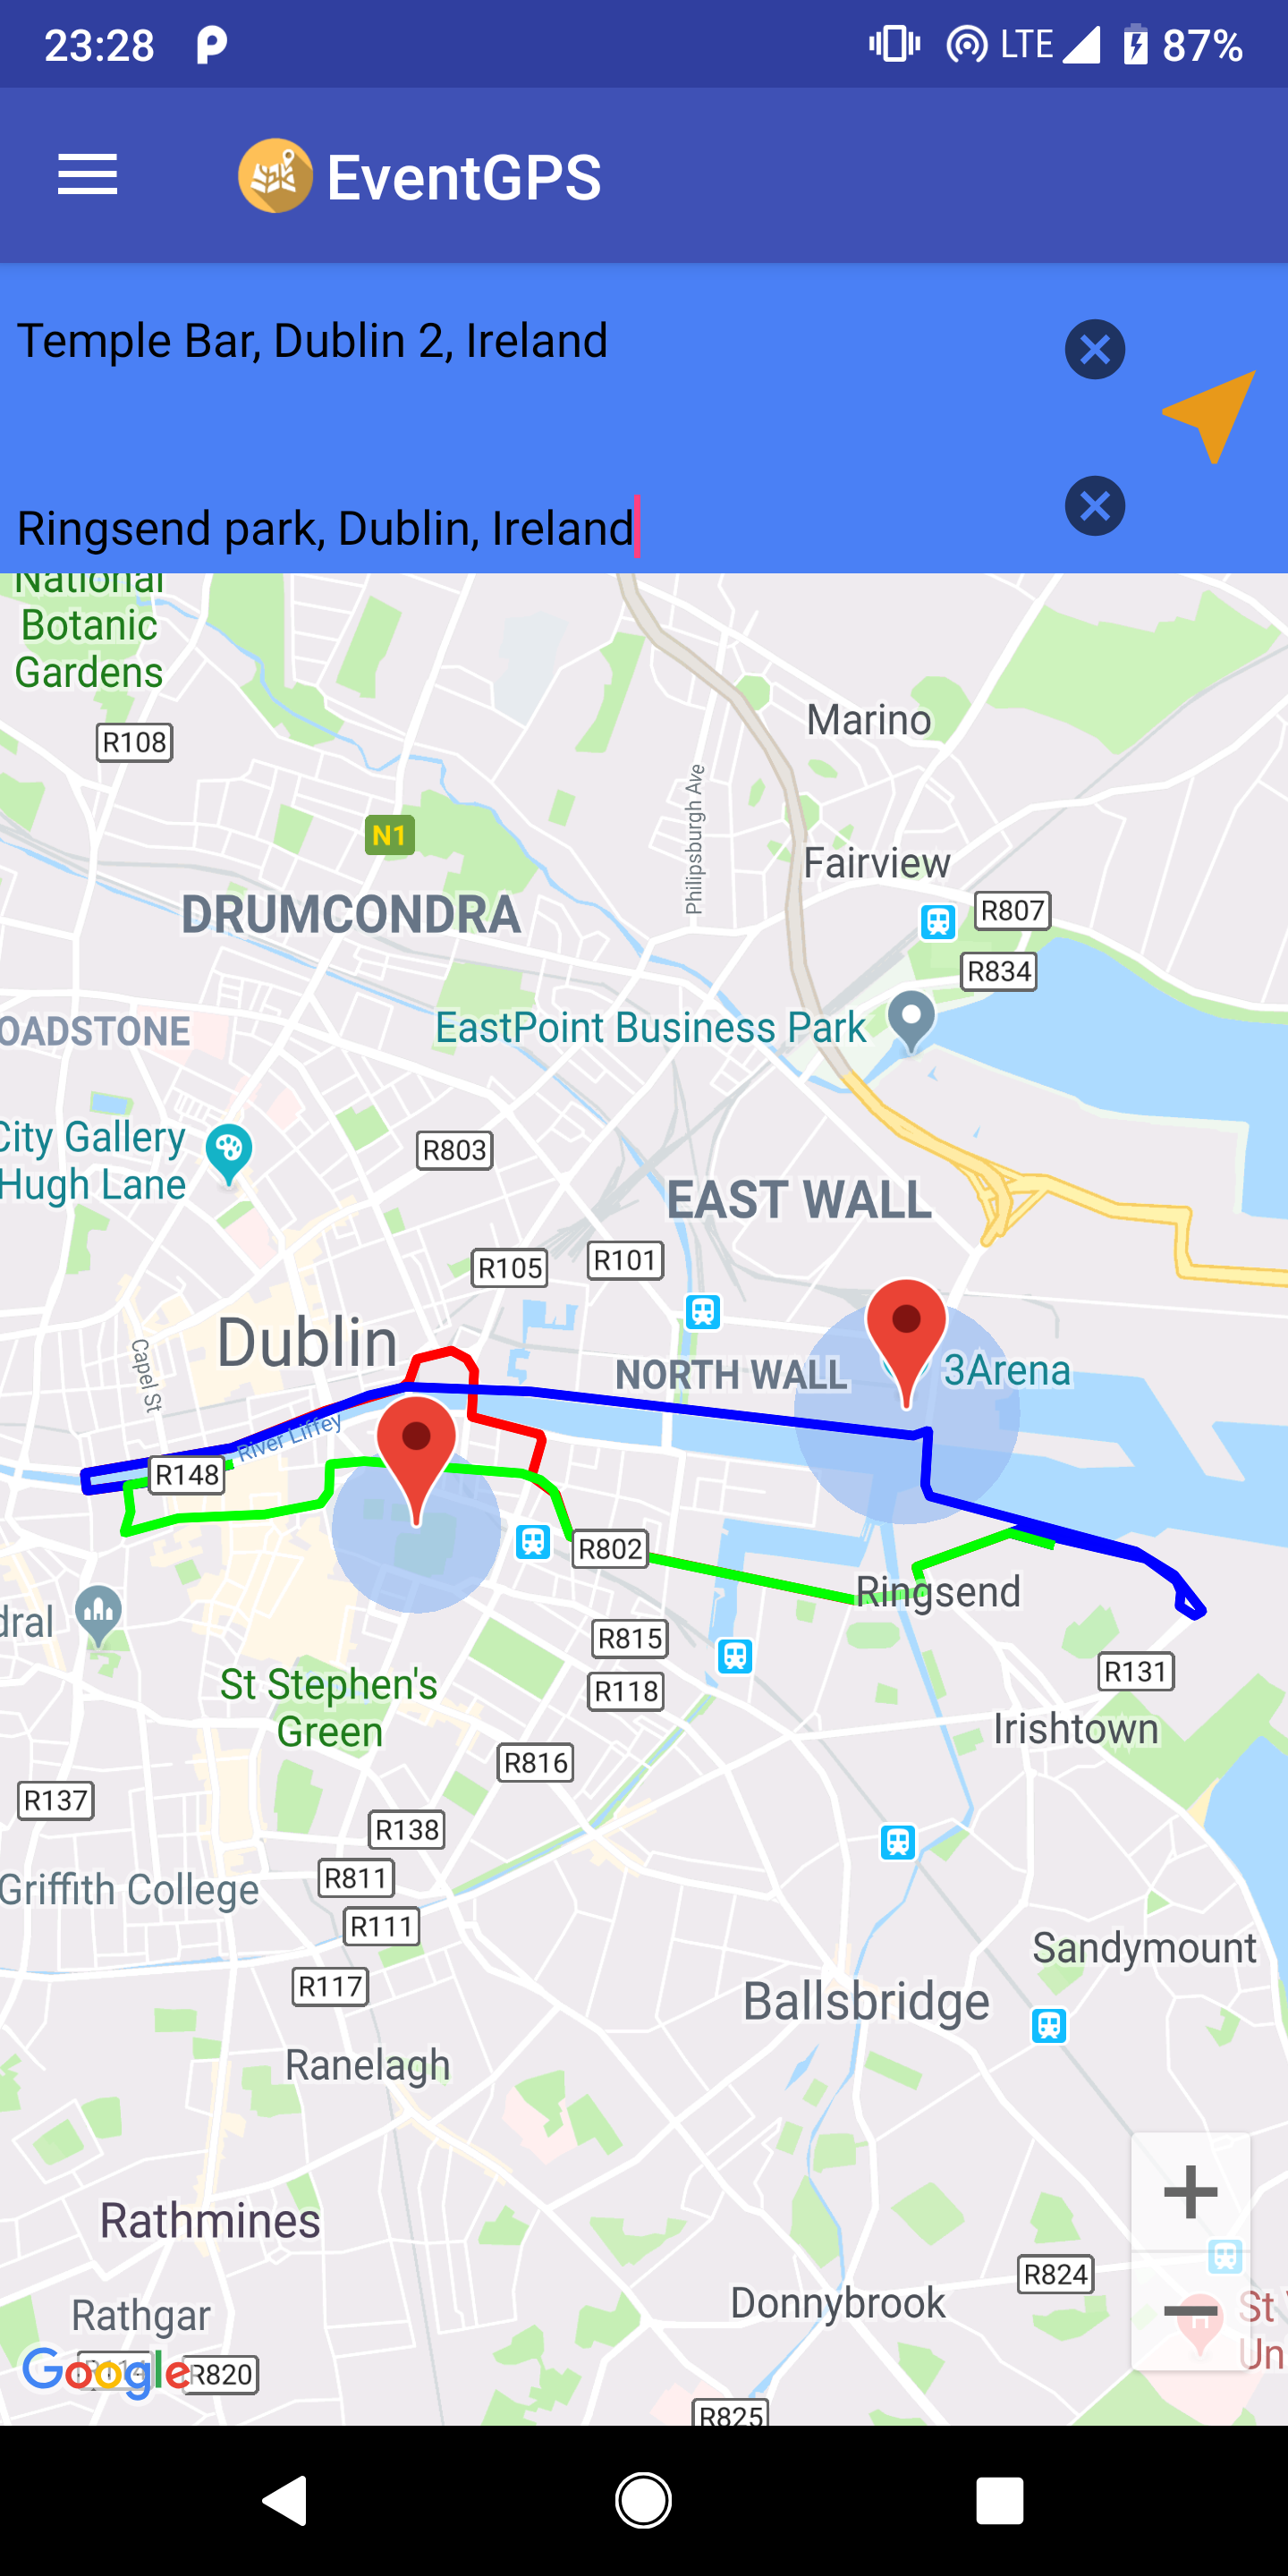 23:28
LTE 87%
EventGPS
Temple Bar, Dublin 2, Ireland
Ringsend park, Dublin, Ireland
National
Botanic
Gardens
R108
Marino
N1
Philipsburgh Ave
Fairview
R807
DRUMCONDRA
R834
OADSTONE
EastPoint Business Park
City Gallery
Hugh Lane
R803
EAST WALL
R105
R101
Dublin
Capel St
NORTH WALL
3Arena
River Liffey
R148
R802
Ringsend
dral
R815
R131
St Stephen's
Green
R118
Irishtown
R816
R137
R138
R811
Griffith College
R111
Sandymount
R117
Ballsbridge
Ranelagh
Rathmines
R824
Donnybrook
St
Un
Rathgar
Google
R820
R825